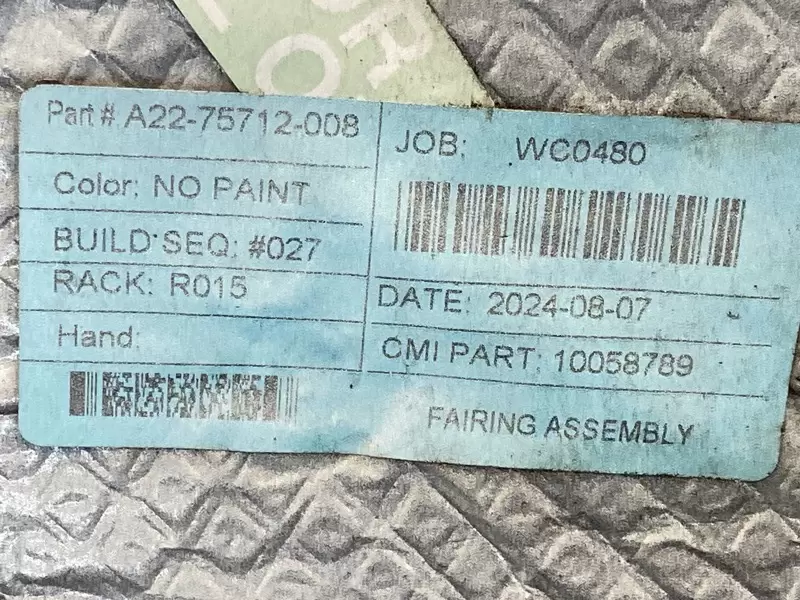 Part # A22-75712-008
Color: NO PAINT
BUILD SEQ: #027
RACK: R015
Hand:
JOB: WC0480
DATE: 2024-08-07
CMI PART: 10058789
FAIRING ASSEMBLY